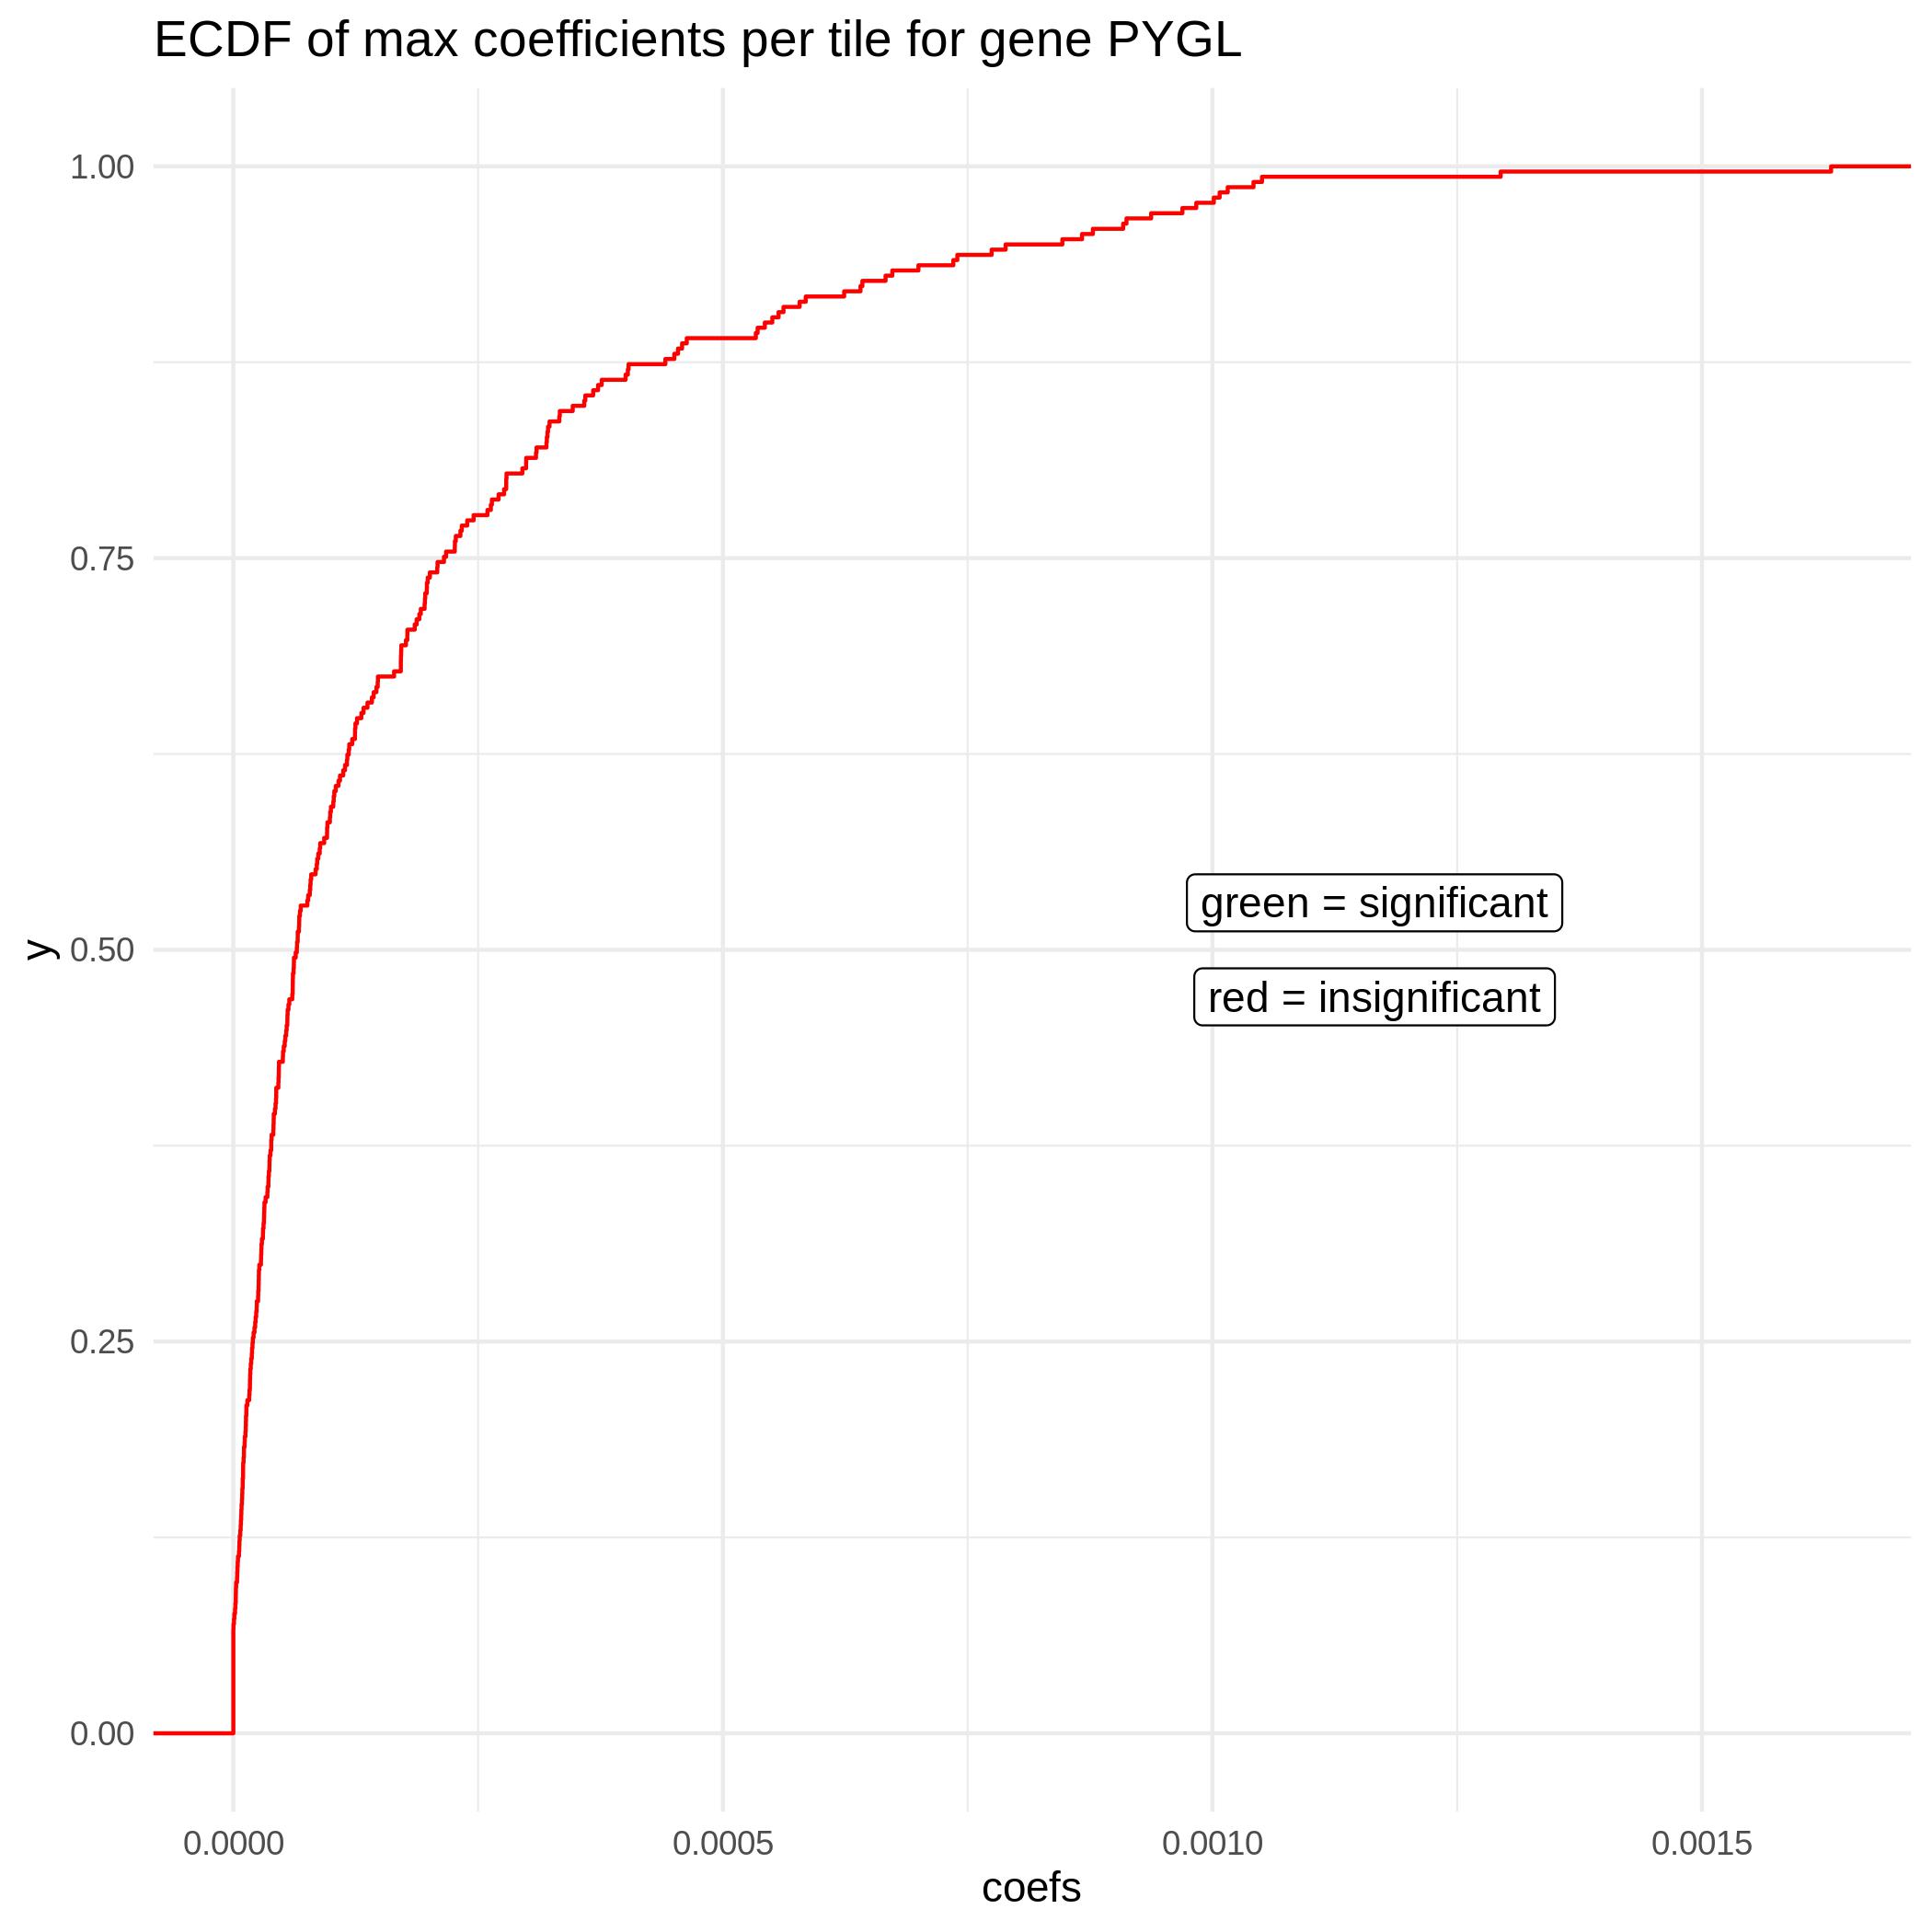 ECDF of max coefficients per tile for gene PYGL
1.00
0.75
0.50
0.25
0.00
y
green = significant
red = insignificant
0.0000 0.0005 0.0010 0.0015
coefs